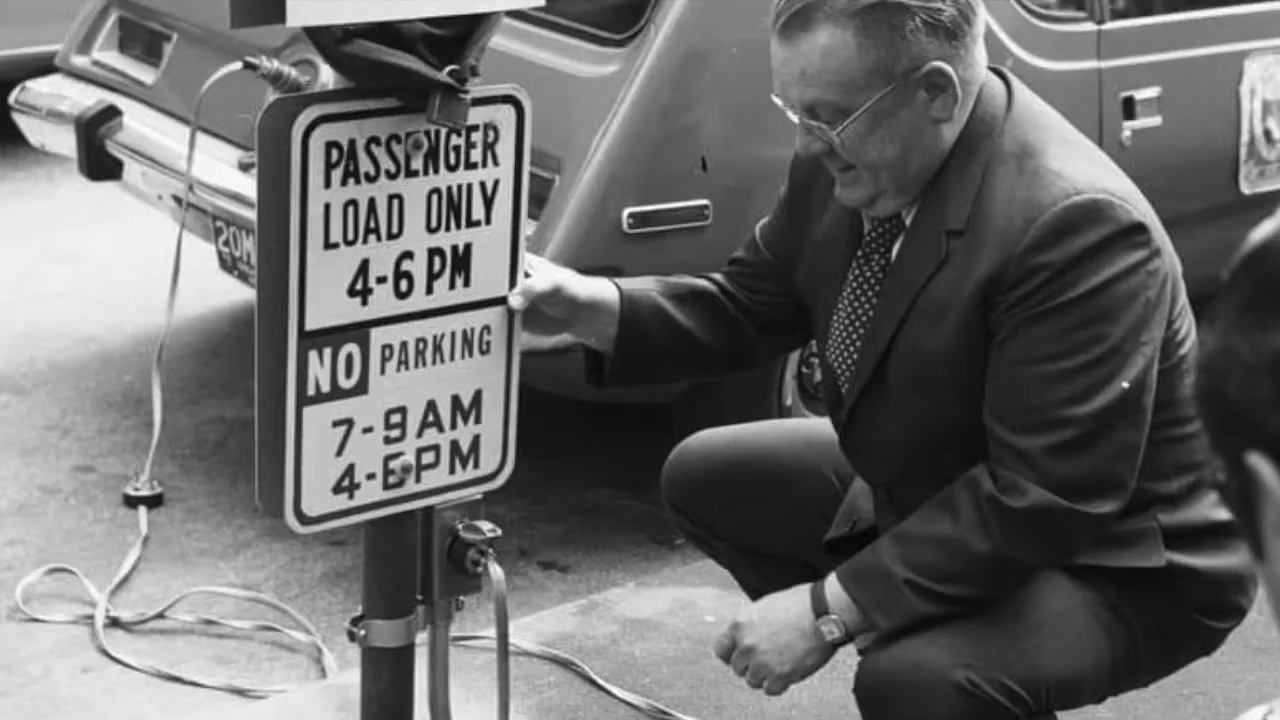 PASSENGER
LOAD ONLY
4-6 PM
NO PARKING
7-9 AM
4-6 PM
20M